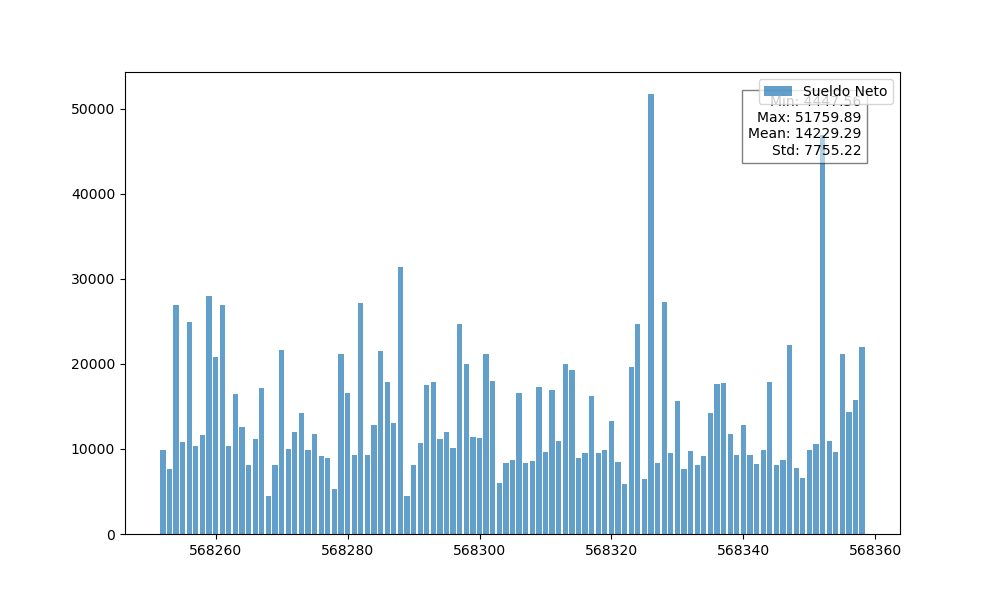 Sueldo Neto
Min: 4447.56
Max: 51759.89
Mean: 14229.29
Std: 7755.22
50000
40000
30000
20000
10000
0
568260
568280
568300
568320
568340
568360